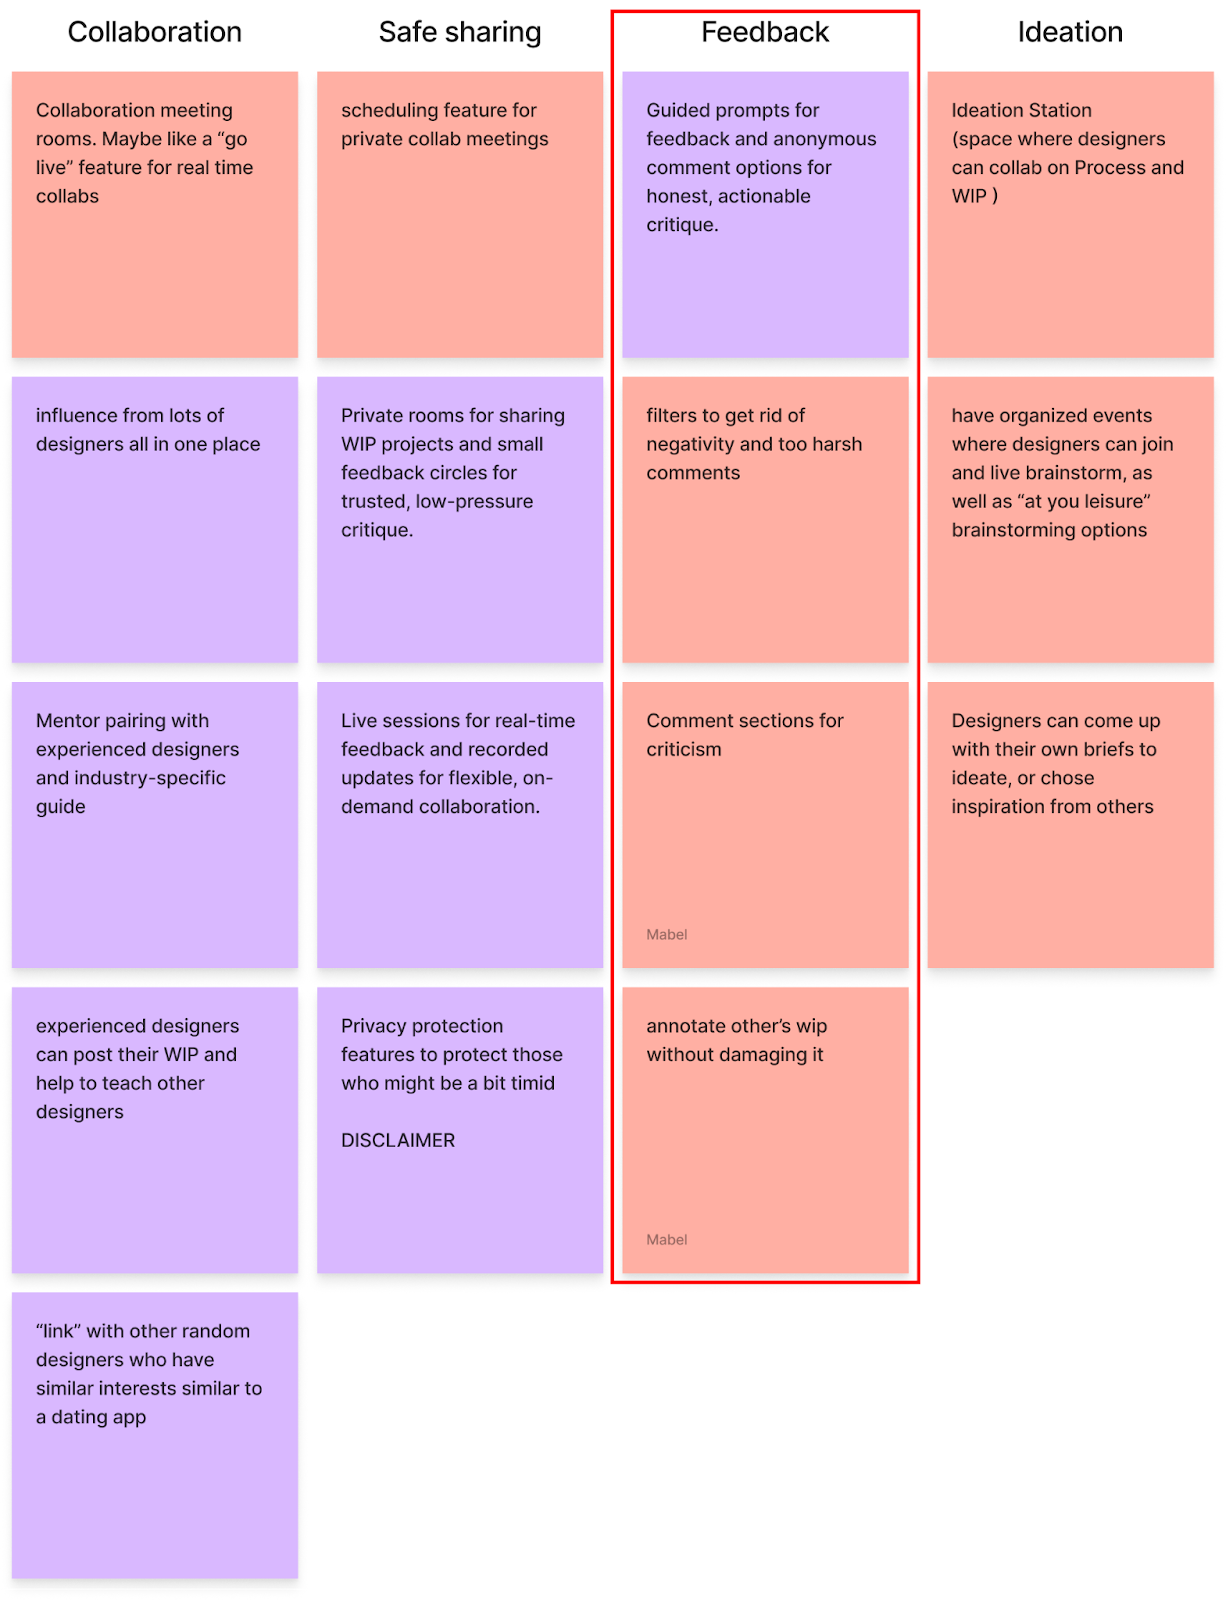 Collaboration
Collaboration meeting
rooms. Maybe like a “go
live” feature for real time
collabs
influence from lots of
designers all in one place
Mentor pairing with
experienced designers
and industry-specific
guide
experienced designers
can post their WIP and
help to teach other
designers
“link” with other random
designers who have
similar interests similar to
a dating app
Safe sharing
scheduling feature for
private collab meetings
Private rooms for sharing
WIP projects and small
feedback circles for
trusted, low-pressure
critique.
Live sessions for real-time
feedback and recorded
updates for flexible, on-
demand collaboration.
Privacy protection
features to protect those
who might be a bit timid
DISCLAIMER
Feedback
Guided prompts for
feedback and anonymous
comment options for
honest, actionable
critique.
filters to get rid of
negativity and too harsh
comments
Comment sections for
criticism
Mabel
annotate other’s wip
without damaging it
Mabel
Ideation
Ideation Station
(space where designers
can collab on Process and
WIP )
have organized events
where designers can join
and live brainstorm, as
well as “at you leisure”
brainstorming options
Designers can come up
with their own briefs to
ideate, or chose
inspiration from others